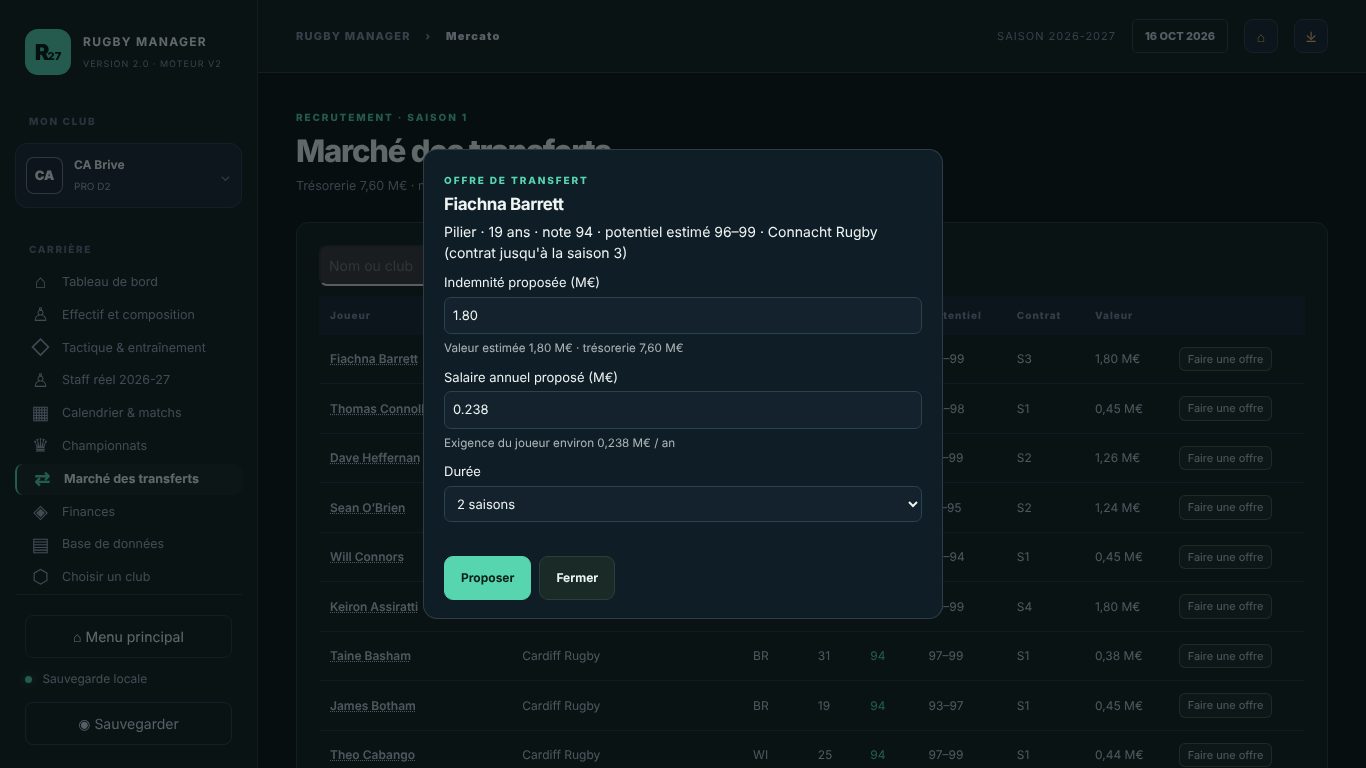 R27
RUGBY MANAGER
VERSION 2.0 · MOTEUR V2
MON CLUB
CA
CA Brive
PRO D2
CARRIÈRE
Tableau de bord
Effectif et composition
Tactique & entraînement
Staff réel 2026-27
Calendrier & matchs
Championnats
Marché des transferts
Finances
Base de données
Choisir un club
Menu principal
Sauvegarde locale
Sauvegarder
RUGBY MANAGER › Mercato
SAISON 2026-2027
16 OCT 2026
RECRUTEMENT · SAISON 1
Marché des transferts
Trésorerie 7,60 M€ ·
Nom ou club
Joueur Contrat Valeur
Fiachna Barrett –99 S3 1,80 M€ Faire une offre
Thomas –98 S1 0,45 M€ Faire une offre
Dave Heffernan –99 S2 1,26 M€ Faire une offre
Sean O’Brien –95 S2 1,24 M€ Faire une offre
Will Connors –94 S1 0,45 M€ Faire une offre
Keiron Assiratti –99 S4 1,80 M€ Faire une offre
Taine Basham Cardiff Rugby BR 31 94 97–99 S1 0,38 M€ Faire une offre
James Botham Cardiff Rugby BR 19 94 93–97 S1 0,45 M€ Faire une offre
Theo Cabango Cardiff Rugby WI 25 94 97–99 S1 0,44 M€ Faire une offre
OFFRE DE TRANSFERT
Fiachna Barrett
Pilier · 19 ans · note 94 · potentiel estimé 96–99 · Connacht Rugby
(contrat jusqu'à la saison 3)
Indemnité proposée (M€)
1.80
Valeur estimée 1,80 M€ · trésorerie 7,60 M€
Salaire annuel proposé (M€)
0.238
Exigence du joueur environ 0,238 M€ / an
Durée
2 saisons
Proposer
Fermer